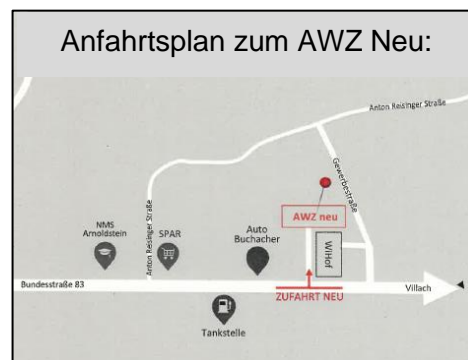 Anfahrtsplan zum AWZ Neu:
Anton Reisinger Straße
Gewerbestraße
AWZ neu
NMS
Arnoldstein
SPAR
Anton Reisinger Straße
Auto
Buchacher
WiHof
Bundesstraße 83
Villach
ZUFAHRT NEU
Tankstelle